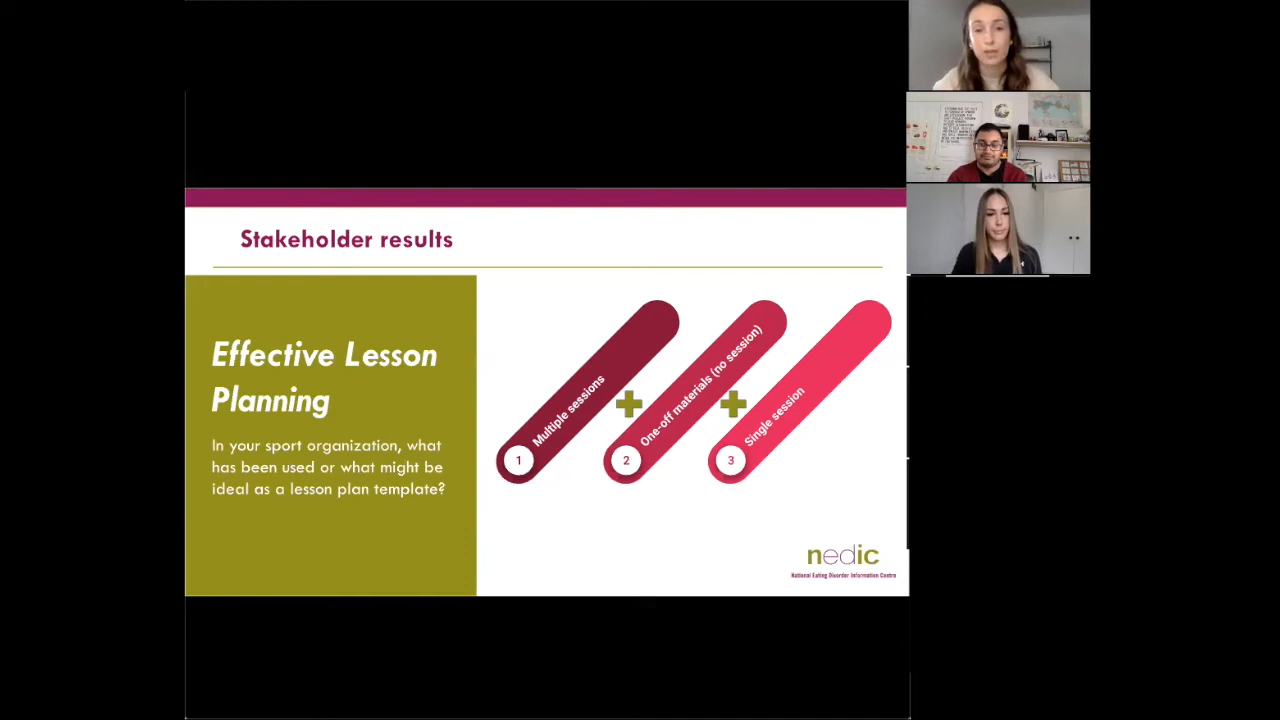 Stakeholder results
Effective Lesson
Planning
In your sport organization, what
has been used or what might be
ideal as a lesson plan template?
1
Multiple sessions
2
One-off materials (no session)
3
Single session
nedic
National Eating Disorder Information Centre